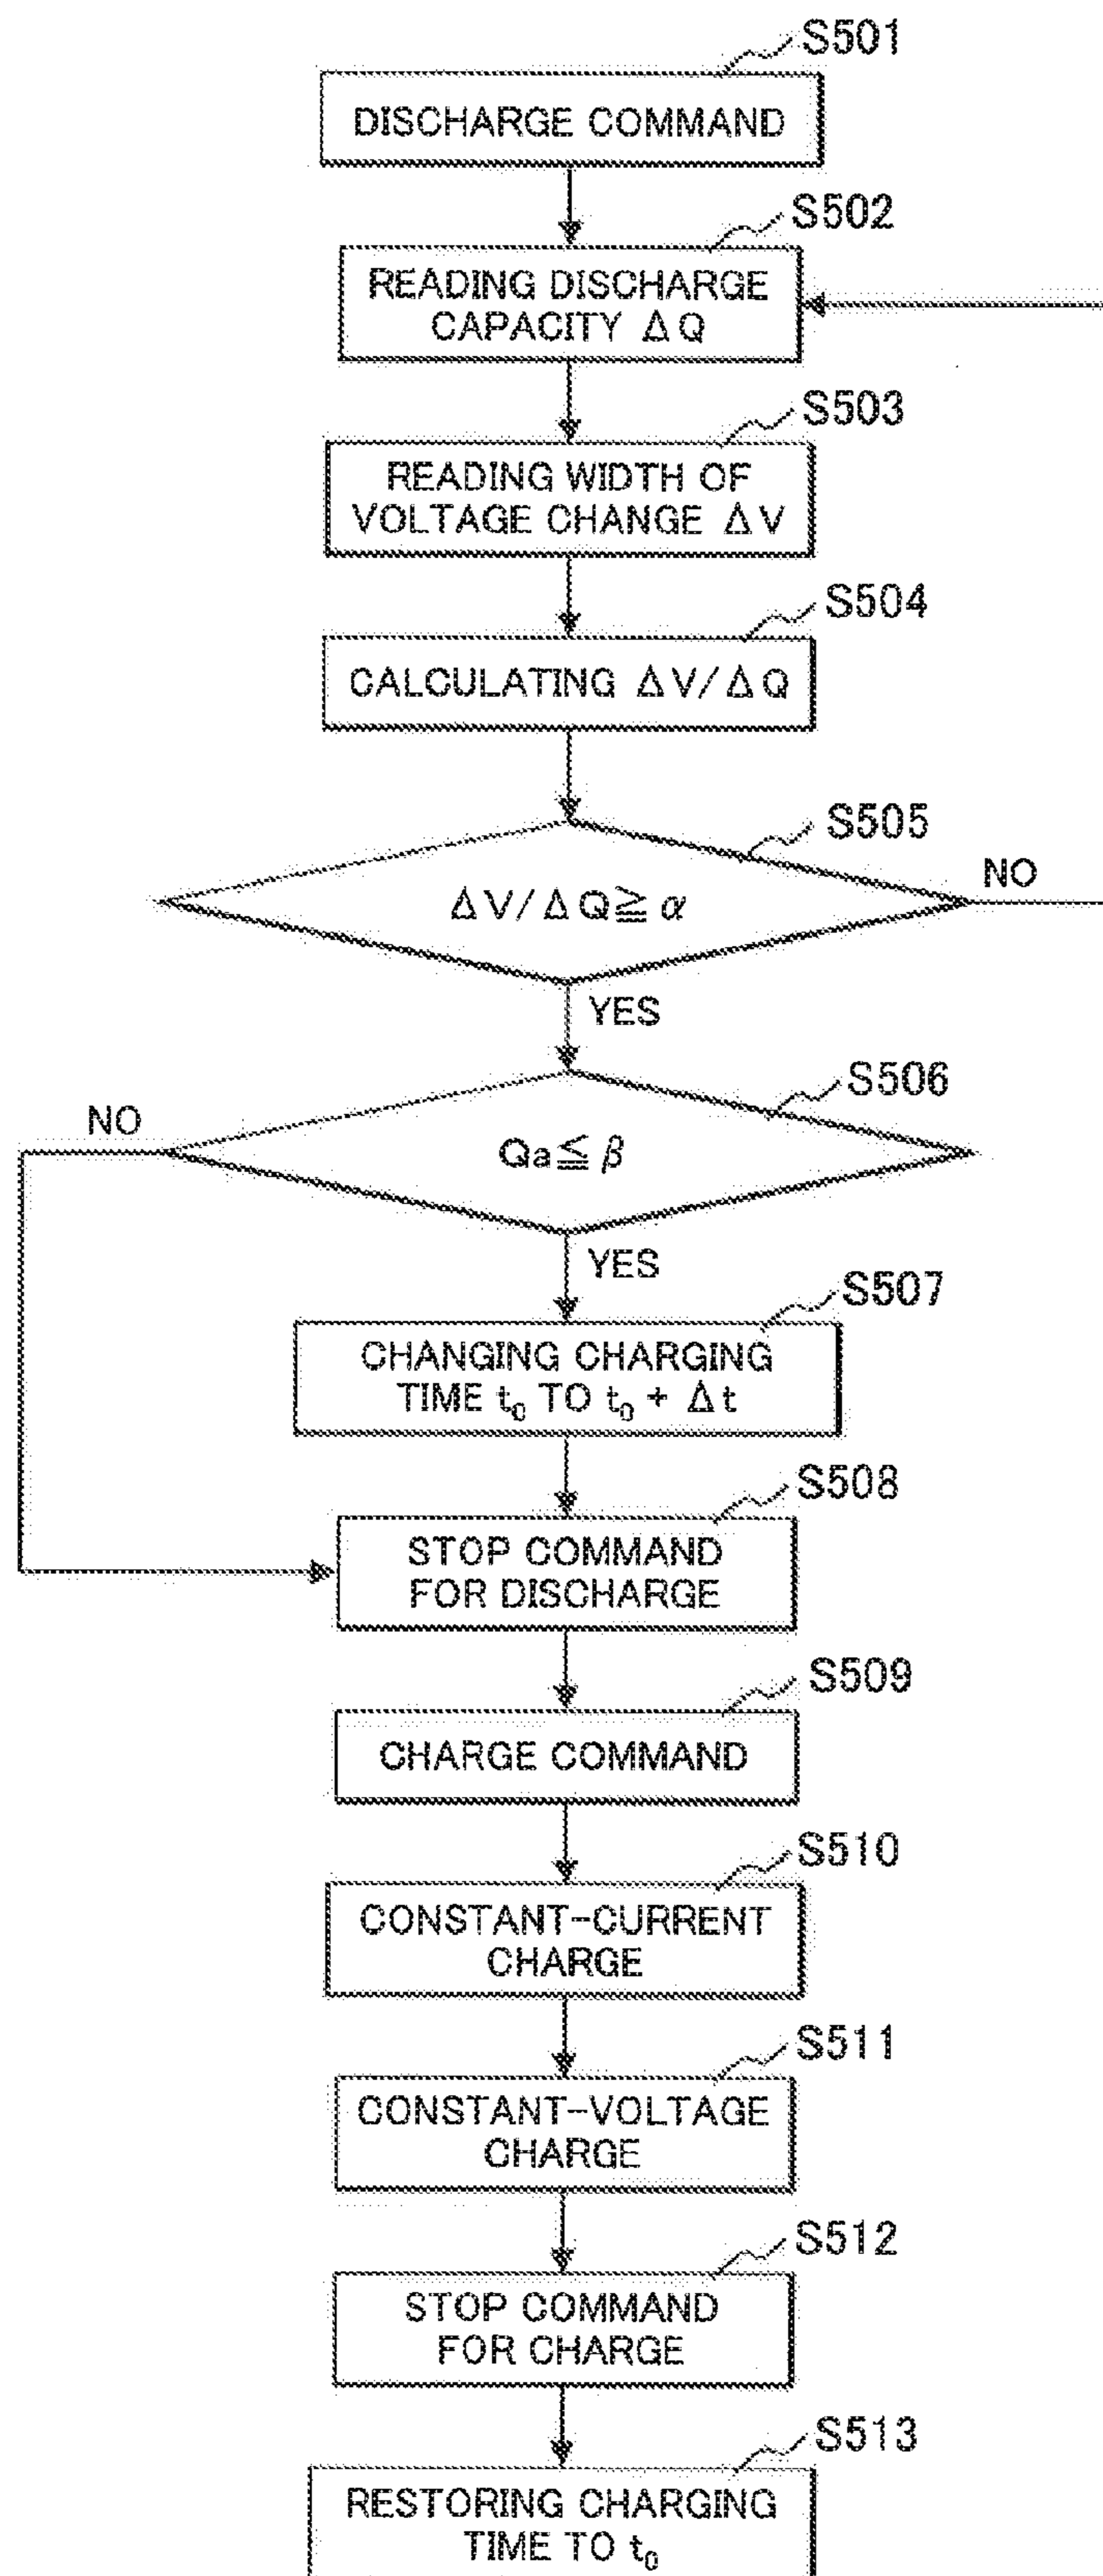 S501
DISCHARGE COMMAND
S502
READING DISCHARGE
CAPACITY ΔQ
S503
READING WIDTH OF
VOLTAGE CHANGE ΔV
S504
CALCULATING ΔV/ΔQ
S505
ΔV/ΔQ≧α
NO
YES
S506
NO
Qa≦β
YES
S507
CHANGING CHARGING
TIME t₀ TO t₀ + Δt
S508
STOP COMMAND
FOR DISCHARGE
S509
CHARGE COMMAND
S510
CONSTANT-CURRENT
CHARGE
S511
CONSTANT-VOLTAGE
CHARGE
S512
STOP COMMAND
FOR CHARGE
S513
RESTORING CHARGING
TIME TO t₀